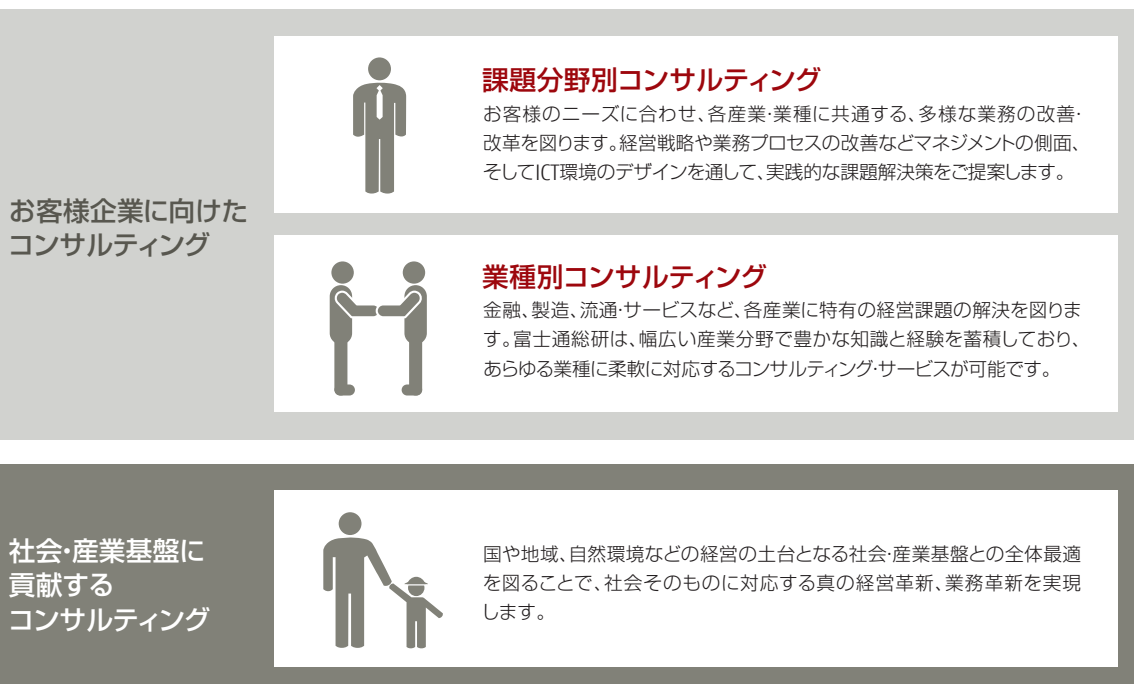 お客様企業に向けた
コンサルティング
課題分野別コンサルティング
お客様のニーズに合わせ、各産業・業種に共通する、多様な業務の改善・
改革を図ります。経営戦略や業務プロセスの改善などマネジメントの側面、
そしてICT環境のデザインを通して、実践的な課題解決策をご提案します。
業種別コンサルティング
金融、製造、流通・サービスなど、各産業に特有の経営課題の解決を図りま
す。富士通総研は、幅広い産業分野で豊かな知識と経験を蓄積しており、
あらゆる業種に柔軟に対応するコンサルティング・サービスが可能です。
社会・産業基盤に
貢献する
コンサルティング
国や地域、自然環境などの経営の土台となる社会・産業基盤との全体最適
を図ることで、社会そのものに対応する真の経営革新、業務革新を実現
します。